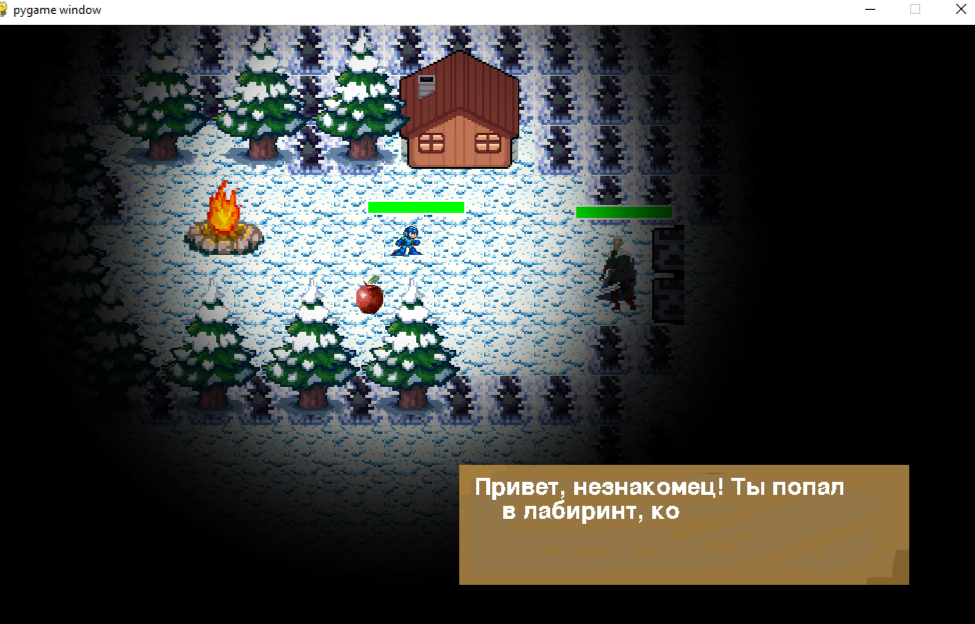 pygame window
Привет, незнакомец! Ты попал
в лабиринт, ко